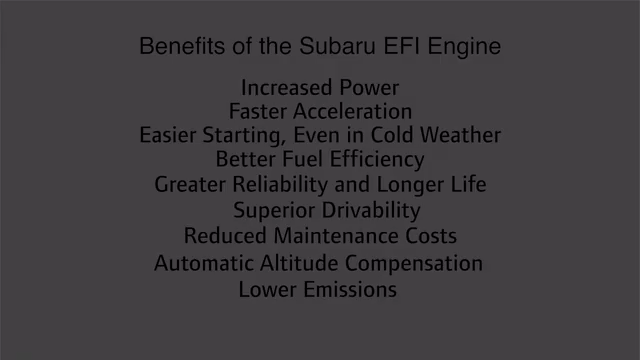 Benefits of the Subaru EFI Engine
Increased Power
Faster Acceleration
Easier Starting, Even in Cold Weather
Better Fuel Efficiency
Greater Reliability and Longer Life
Superior Drivability
Reduced Maintenance Costs
Automatic Altitude Compensation
Lower Emissions